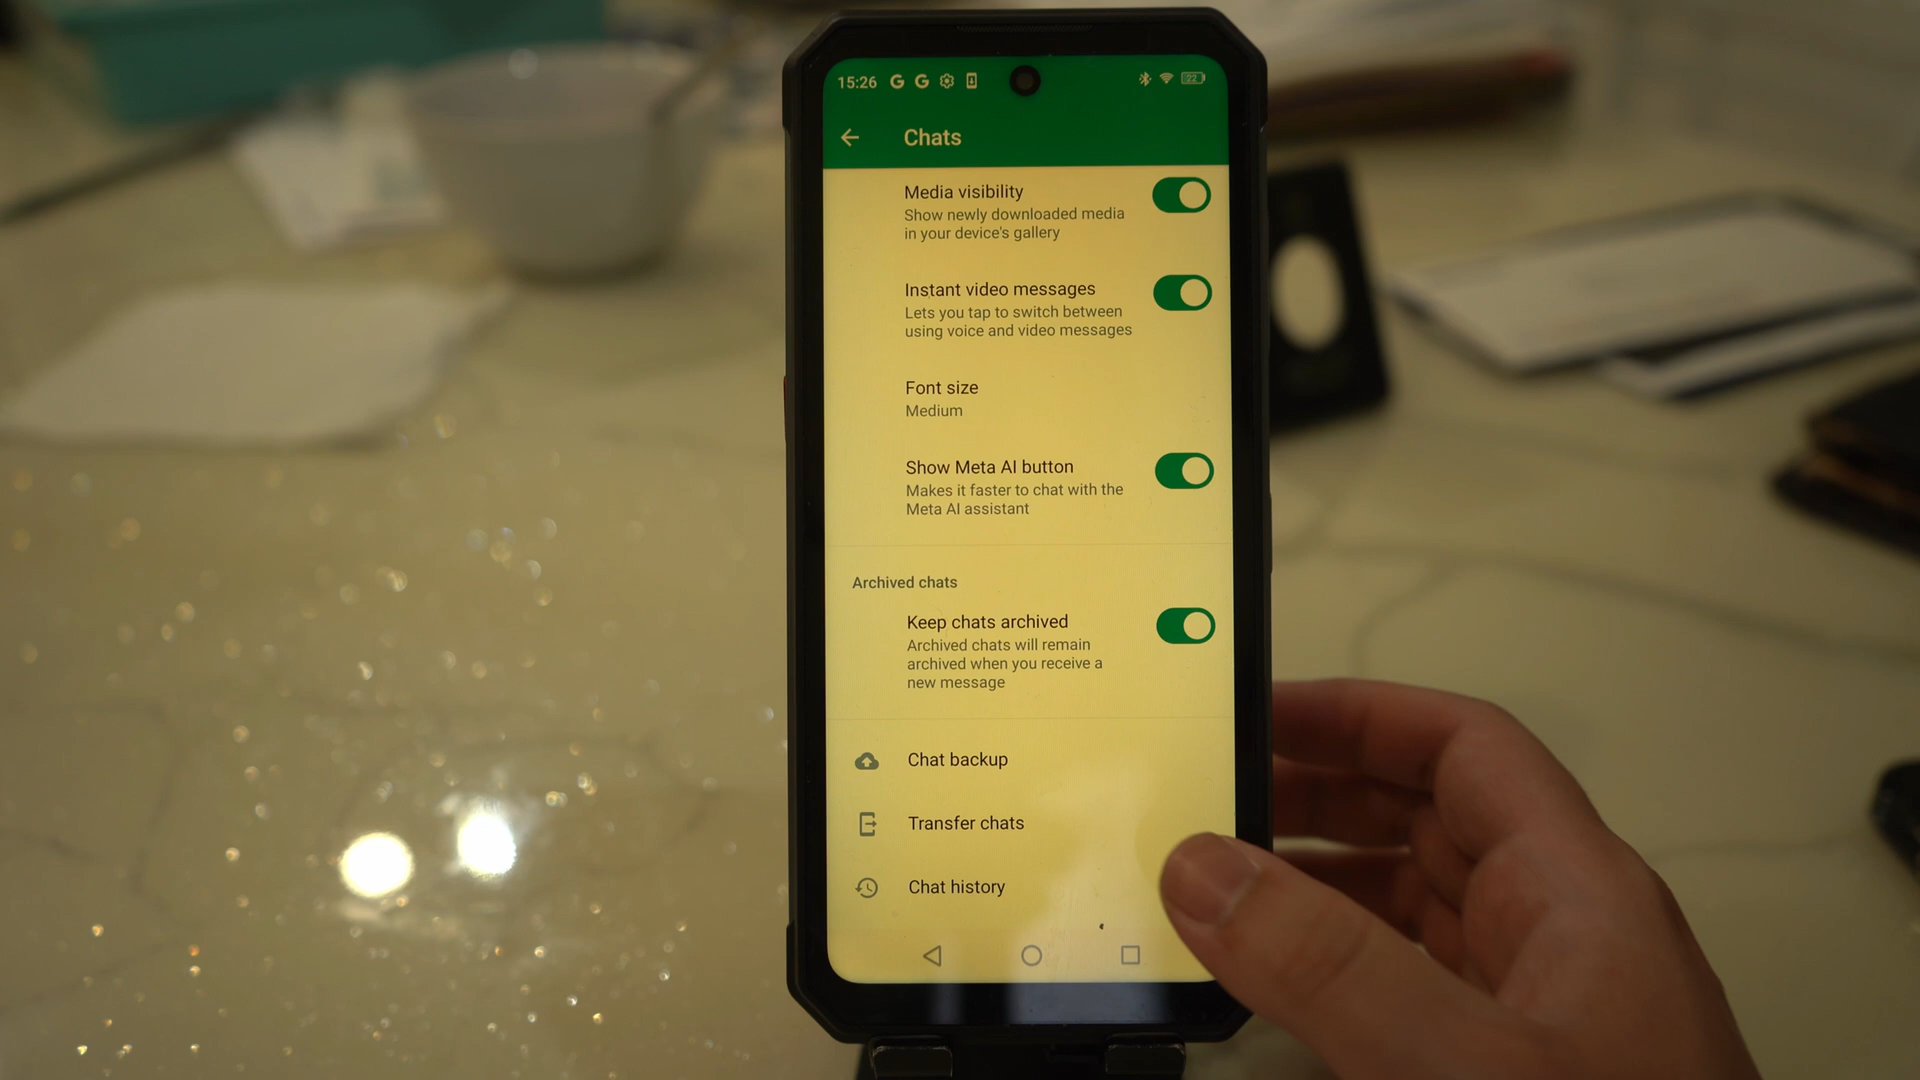 15:26 G G 22
Chats
Media visibility
Show newly downloaded media
in your device's gallery
Instant video messages
Lets you tap to switch between
using voice and video messages
Font size
Medium
Show Meta AI button
Makes it faster to chat with the
Meta AI assistant
Archived chats
Keep chats archived
Archived chats will remain
archived when you receive a
new message
Chat backup
Transfer chats
Chat history